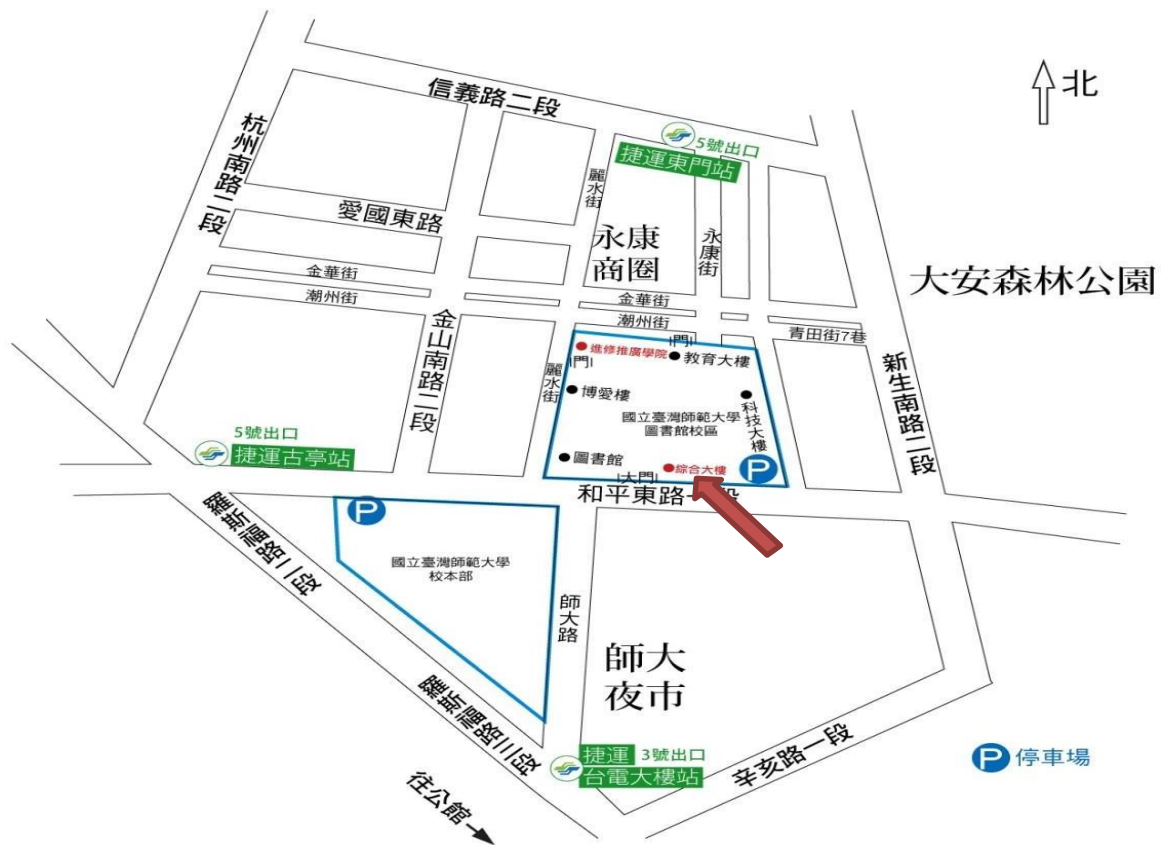 北
信義路二段
5號出口
捷運東門站
杭州南路二段
麗水街
愛國東路
永康商圈
永康街
大安森林公園
金華街
金華街
潮州街
潮州街
青田街7巷
金山南路二段
新生南路二段
進修推廣學院
門
教育大樓
門
麗水街
博愛樓
科技大樓
國立臺灣師範大學
圖書館校區
5號出口
捷運古亭站
圖書館
綜合大樓
P
大門
和平東路一段
P
羅斯福路二段
國立臺灣師範大學
校本部
師大路
師大
夜市
羅斯福路三段
捷運 3號出口
台電大樓站
辛亥路一段
P 停車場
往公館